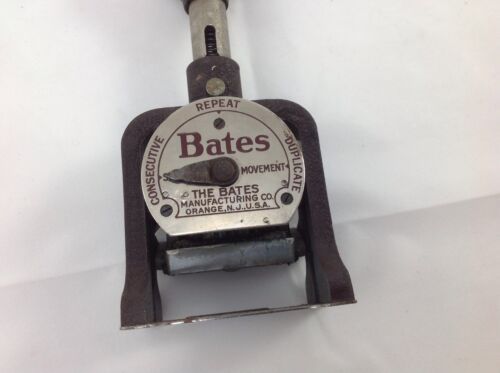 REPEAT
CONSECUTIVE
DUPLICATE
Bates
MOVEMENT
THE BATES
MANUFACTURING CO.
ORANGE, N.J., U.S.A.